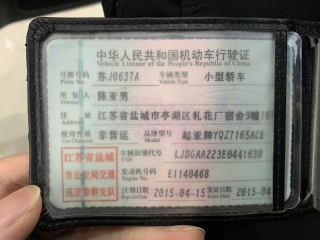 中华人民共和国机动车行驶证
Vehicle License of the People's Republic of China
号牌号码 苏J0637A 车辆类型 小型轿车
Plate No. Vehicle Type
所有人 陈亚男
Owner
住址 江苏省盐城市亭湖区轧花厂宿舍9幢
Address
使用性质 非营运 品牌型号 起亚牌YQZ7165ACE
Use Character Model
江苏省盐城市公安局交通巡逻警察支队
车辆识别代号 LJDGAA223E0441630
VIN
发动机号码 E1140468
Engine No.
注册日期 2015-04-15 发证日期 2015-04
Register Date Issue Date